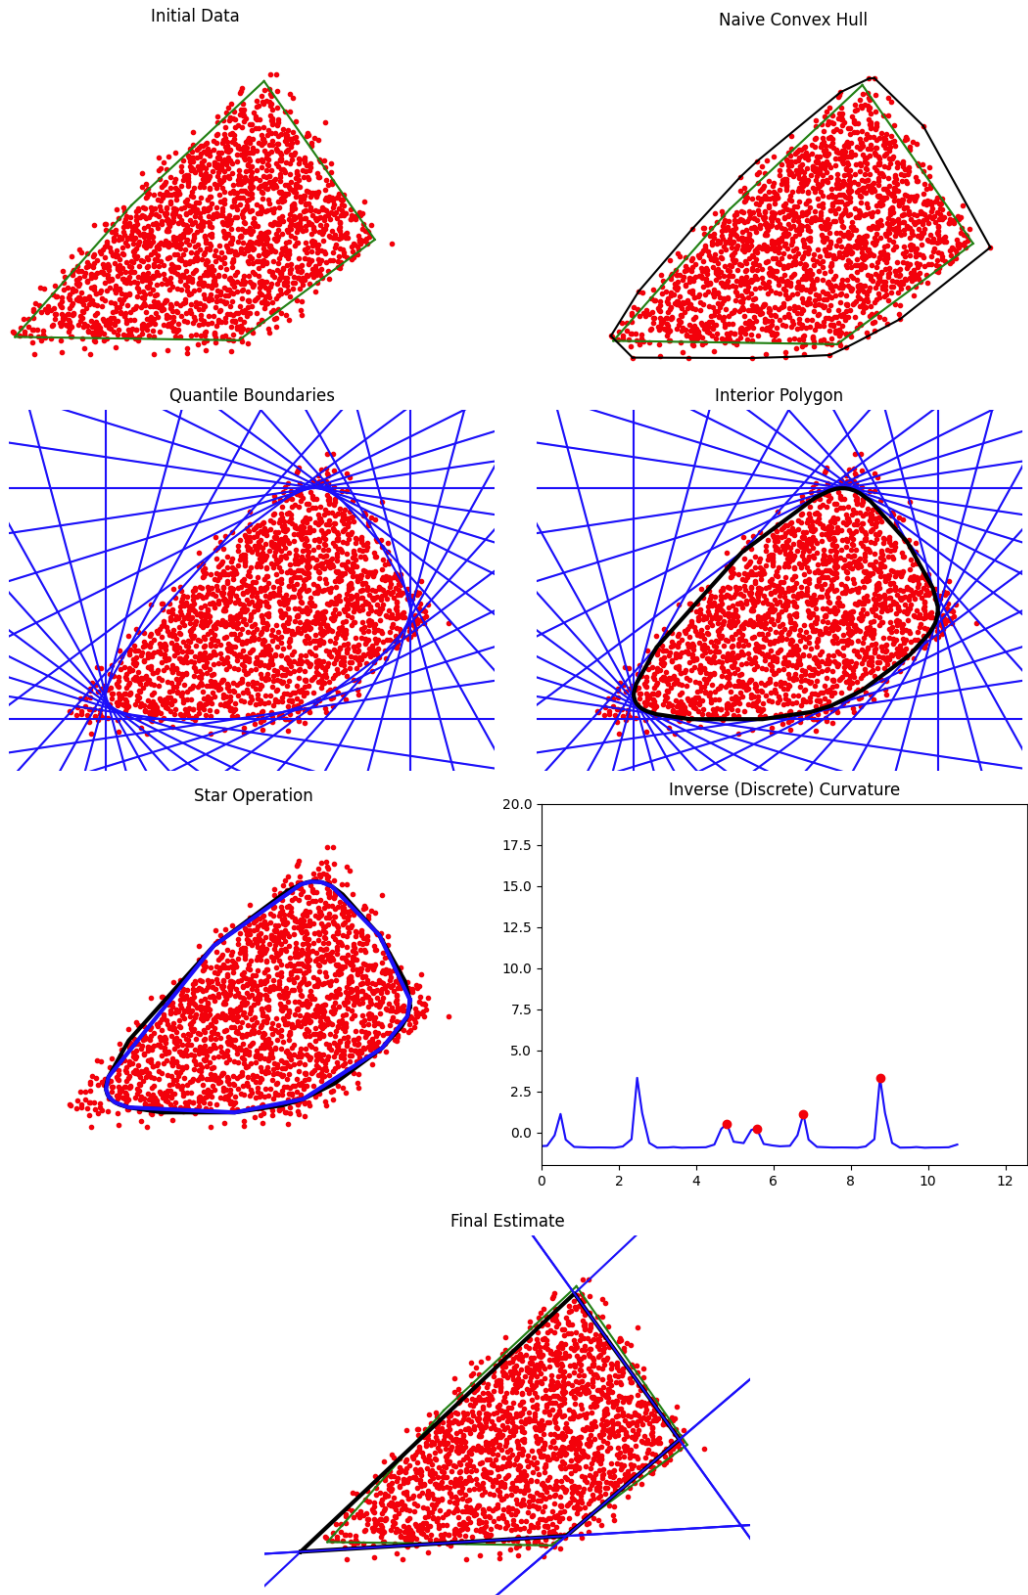 Initial Data
Naive Convex Hull
Quantile Boundaries
Interior Polygon
Star Operation
Inverse (Discrete) Curvature
20.0
17.5
15.0
12.5
10.0
7.5
5.0
2.5
0.0
0 2 4 6 8 10 12
Final Estimate